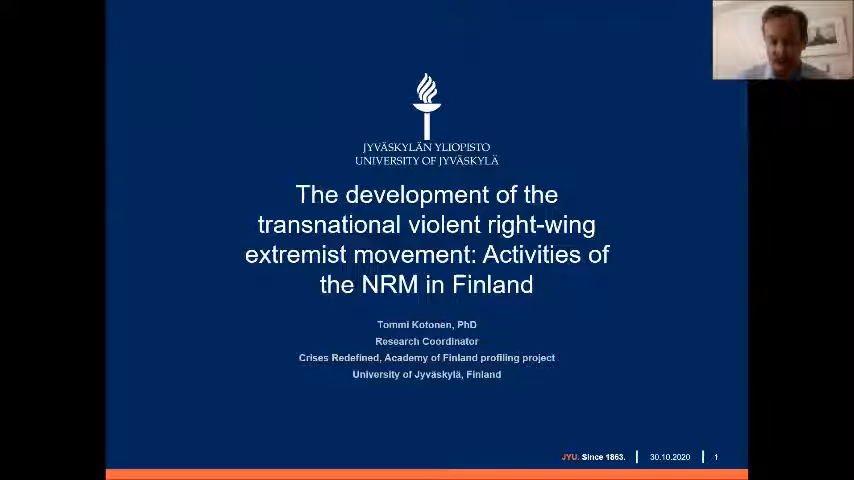 JYVÄSKYLÄN YLIOPISTO
UNIVERSITY OF JYVÄSKYLÄ
The development of the
transnational violent right-wing
extremist movement: Activities of
the NRM in Finland
Tommi Kotonen, PhD
Research Coordinator
Crises Redefined, Academy of Finland profiling project
University of Jyväskylä, Finland
JYU. Since 1863. 30.10.2020 1